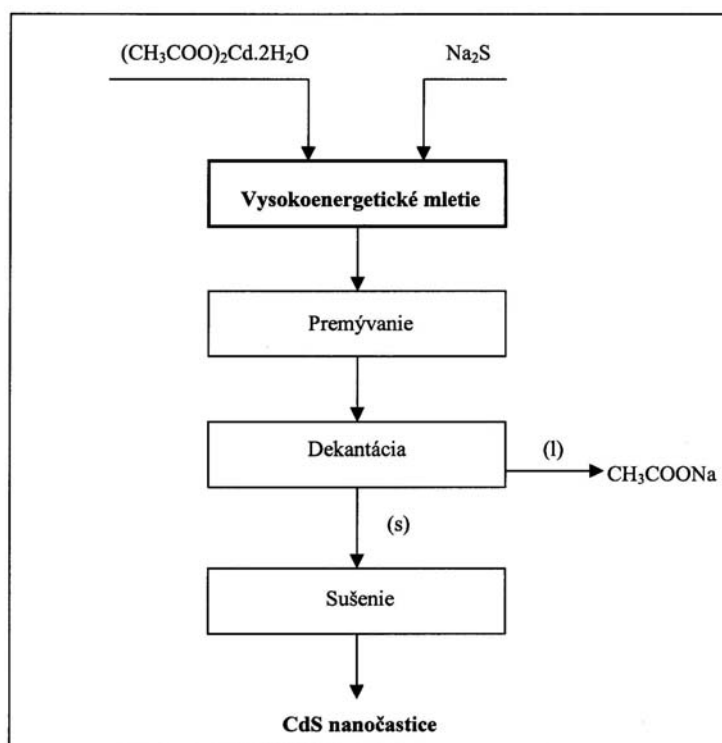 (CH₃COO)₂Cd.2H₂O
Na₂S
Vysokoenergetické mletie
Premývanie
Dekantácia
(l)
CH₃COONa
(s)
Sušenie
CdS nanočastice